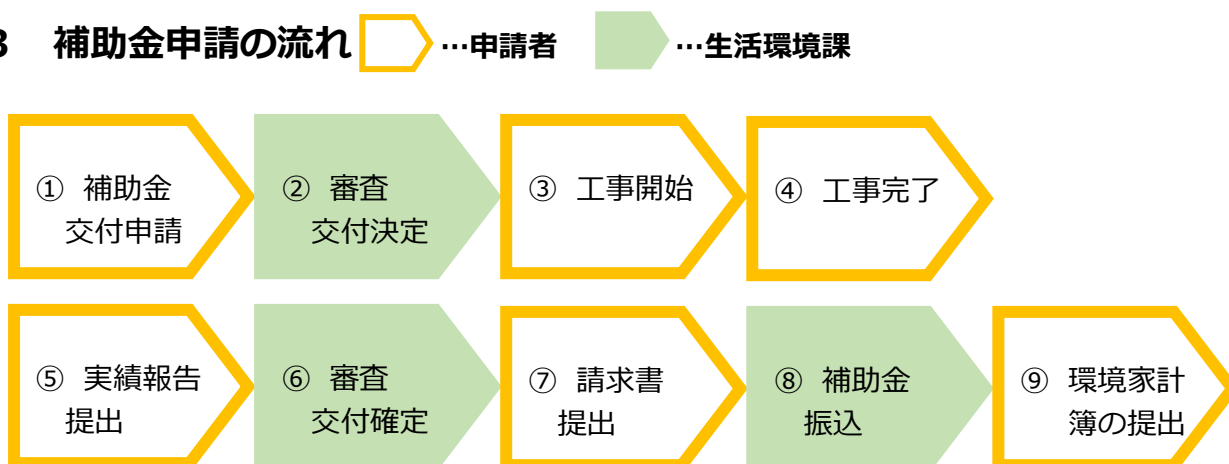 3 補助金申請の流れ …申請者 …生活環境課
① 補助金
交付申請
② 審査
交付決定
③ 工事開始
④ 工事完了
⑤ 実績報告
提出
⑥ 審査
交付確定
⑦ 請求書
提出
⑧ 補助金
振込
⑨ 環境家計
簿の提出